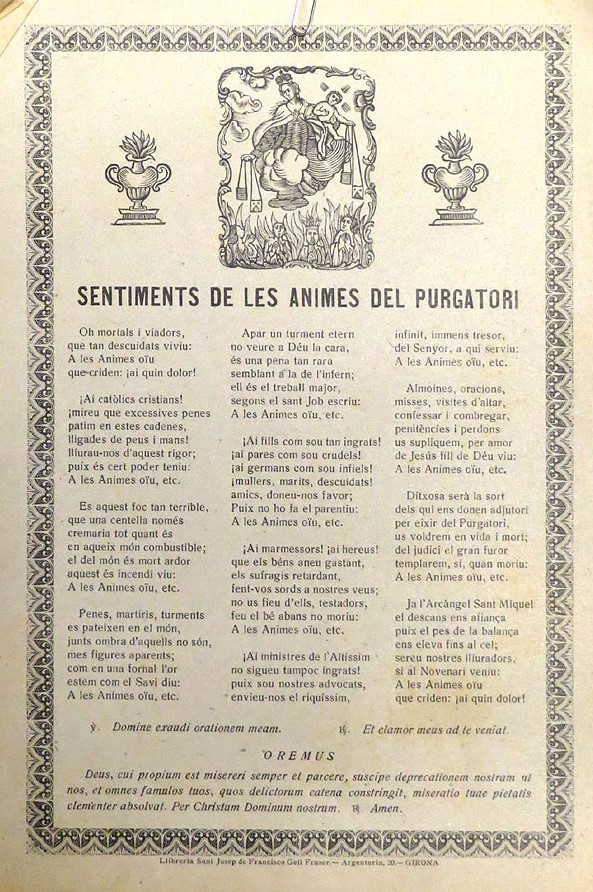 SENTIMENTS DE LES ANIMES DEL PURGATORI
Oh mortals i viadors,
que tan descuidats viviu:
A les Animes oïu
que criden: ¡ai quin dolor!
¡Ai catòlics cristians!
¡mireu que excessives penes
patim en estes cadenes,
lligades de peus i mans!
lliurau-nos d'aquest rigor;
puix és cert poder teniu:
A les Animes oïu, etc.
Es aquest foc tan terrible,
que una centella només
cremaria tot quant és
en aqueix món combustible;
el del món és mort ardor
aquest és incendi viu:
A les Animes oïu, etc.
Penes, martiris, turments
es pateixen en el món,
junts ombra d'aquells no són,
mes figures aparents;
com en una fornal l'or
estem com el Savi diu:
A les Animes oïu, etc.
Apar un turment etern
no veure a Déu la cara,
és una pena tan rara
semblant a la de l'infern;
ell és el treball major,
segons el sant Job escriu:
A les Animes oïu, etc.
¡Ai fills com sou tan ingrats!
¡ai pares com sou crudels!
¡ai germans com sou infiels!
¡mullers, marits, descuidats!
amics, doneu-nos favor;
Puix no ho fa el parentiu:
A les Animes oïu, etc.
¡Ai marmessors! ¡ai hereus!
que els béns aneu gastant,
els sufragis retardant,
fent-vos sords a nostres veus;
no us fieu d'ells, testadors,
feu el bé abans no moriu:
A les Animes oïu, etc.
¡Ai ministres de l'Altíssim
no sigueu tampoc ingrats!
puix sou nostres advocats,
envieu-nos el riquíssim,
infinit, immens tresor,
del Senyor, a qui serviu:
A les Animes oïu, etc.
Almoines, oracions,
misses, visites d'altar,
confessar i combregar,
penitències i perdons
us supliquem, per amor
de Jesús fill de Déu viu:
A les Animes oïu, etc.
Ditxosa serà la sort
dels qui ens donen adjutori
per eixir del Purgatori,
us voldrem en vida i mort;
del judici el gran furor
templarem, si, quan moriu:
A les Animes oïu, etc.
Ja l'Arcàngel Sant Miquel
el descans ens afiança
puix el pes de la balança
ens eleva fins al cel;
sereu nostres lliuradors,
si al Novenari veniu:
A les Animes oïu
que criden: ¡ai quin dolor!
℣. Domine exaudi orationem meam. ℟. Et clamor meus ad te veniat.
OREMUS
Deus, cui propium est misereri semper et parcere, suscipe deprecationem nostram ut
nos, et omnes famulos tuos, quos delictorum catena constringit, miseratio tuae pietatis
clementer absolvat. Per Christum Dominum nostrum. ℟. Amen.
Llibreria Sant Josep de Francisco Geli Fraser.— Argenteria, 20.— GIRONA